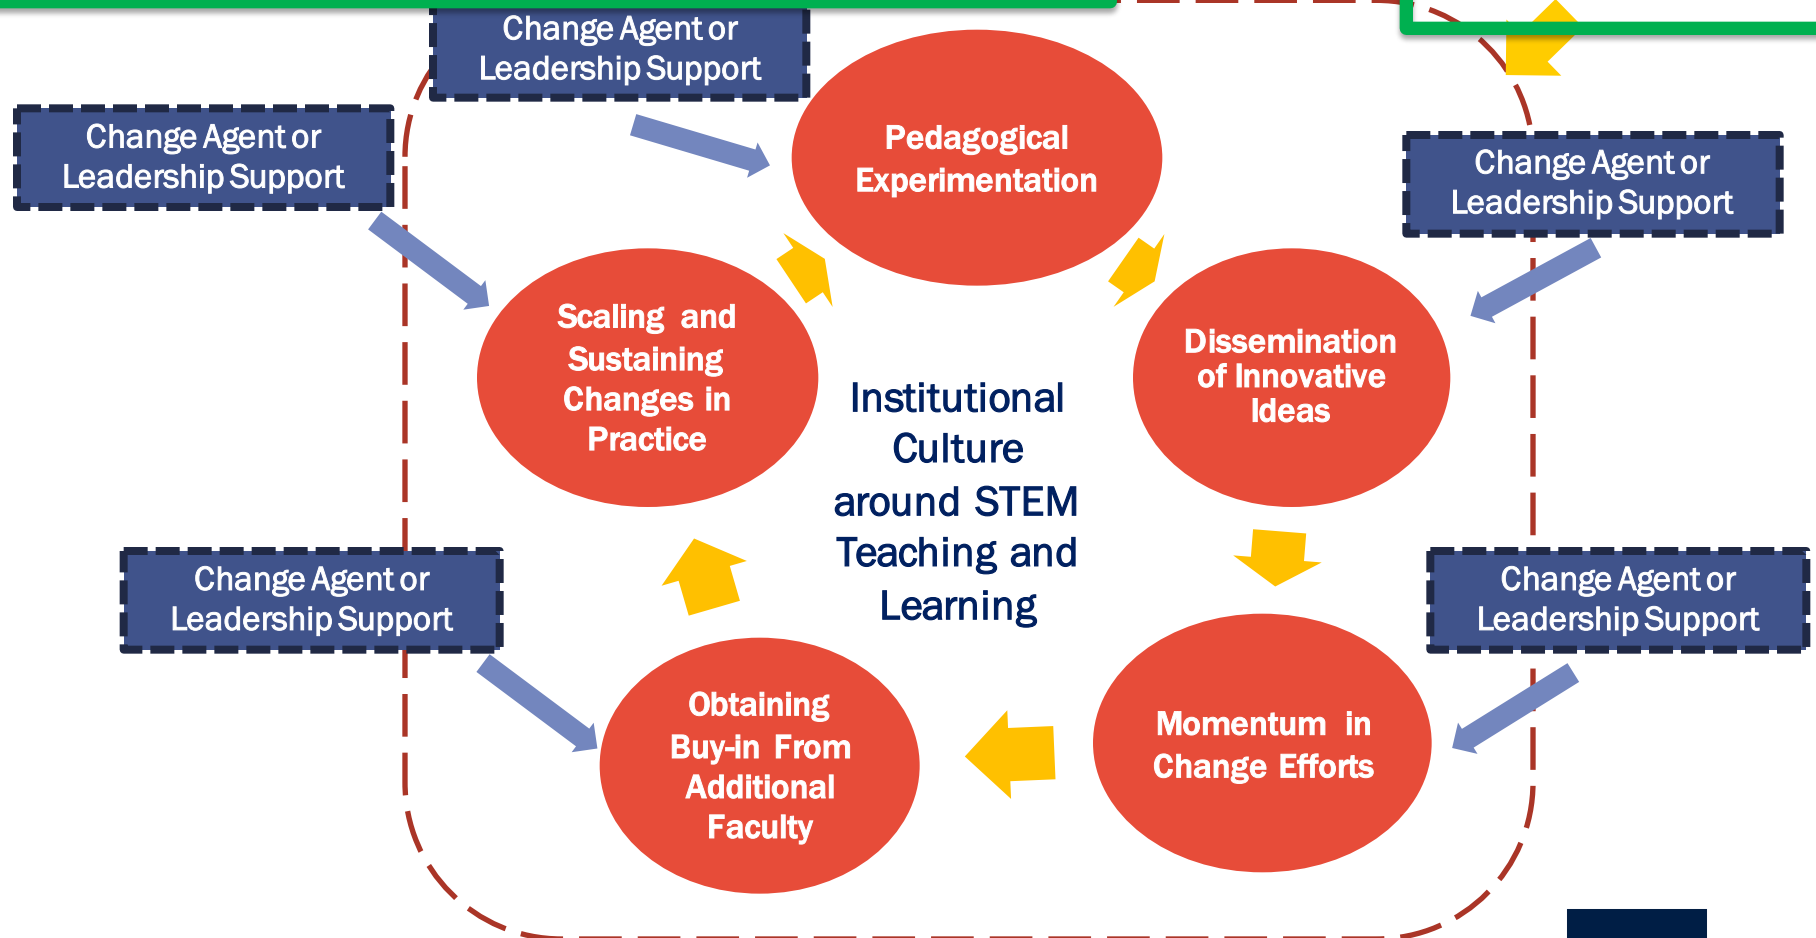 Change Agent or
Leadership Support
Change Agent or
Leadership Support
Pedagogical
Experimentation
Change Agent or
Leadership Support
Scaling and
Sustaining
Changes in
Practice
Dissemination
of Innovative
Ideas
Institutional
Culture
around STEM
Teaching and
Learning
Change Agent or
Leadership Support
Change Agent or
Leadership Support
Obtaining
Buy-in From
Additional
Faculty
Momentum in
Change Efforts